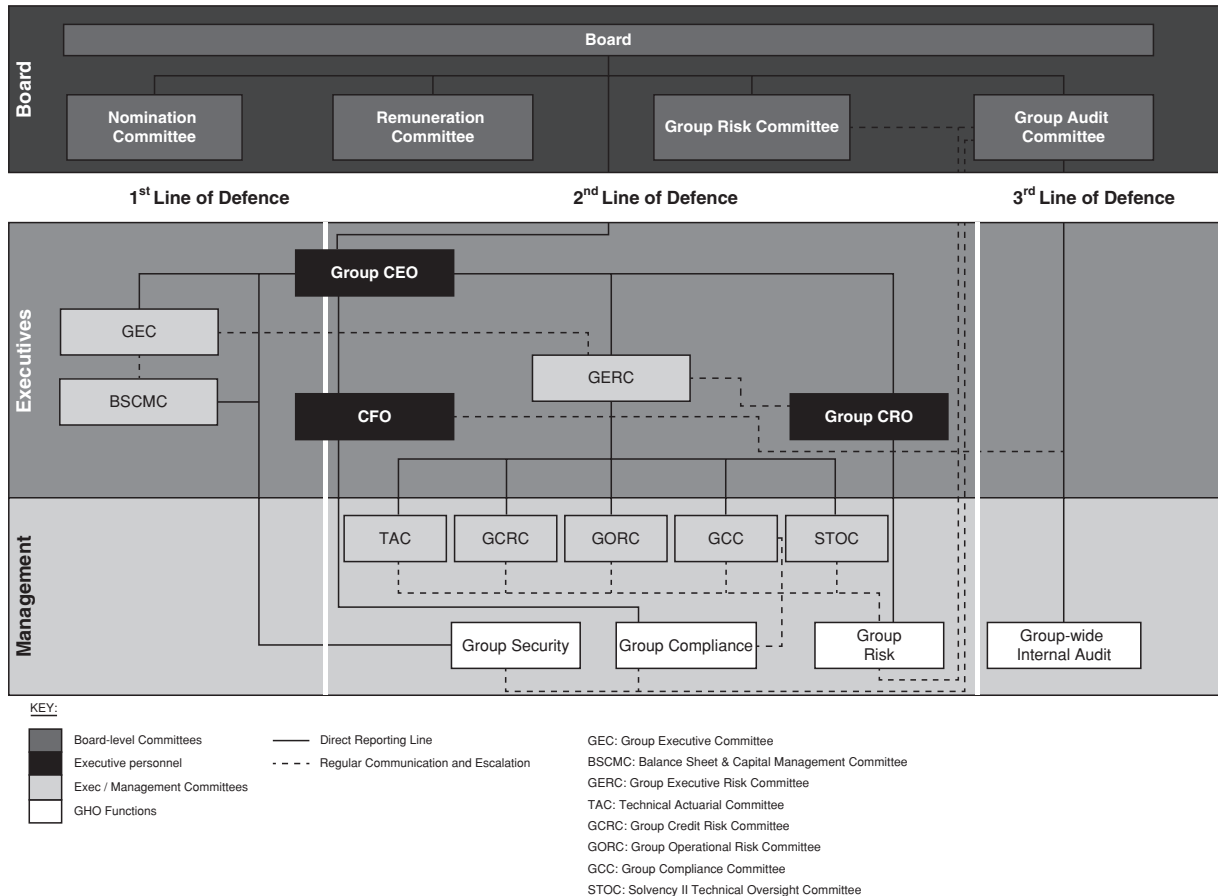 Board
Board
Nomination
Committee
Remuneration
Committee
Group Risk Committee
Group Audit
Committee
1st Line of Defence
2nd Line of Defence
3rd Line of Defence
Executives
Group CEO
GEC
GERC
BSCMC
CFO
Group CRO
Management
TAC
GCRC
GORC
GCC
STOC
Group Security
Group Compliance
Group
Risk
Group-wide
Internal Audit
KEY:
Board-level Committees
Executive personnel
Exec / Management Committees
GHO Functions
Direct Reporting Line
Regular Communication and Escalation
GEC: Group Executive Committee
BSCMC: Balance Sheet & Capital Management Committee
GERC: Group Executive Risk Committee
TAC: Technical Actuarial Committee
GCRC: Group Credit Risk Committee
GORC: Group Operational Risk Committee
GCC: Group Compliance Committee
STOC: Solvency II Technical Oversight Committee